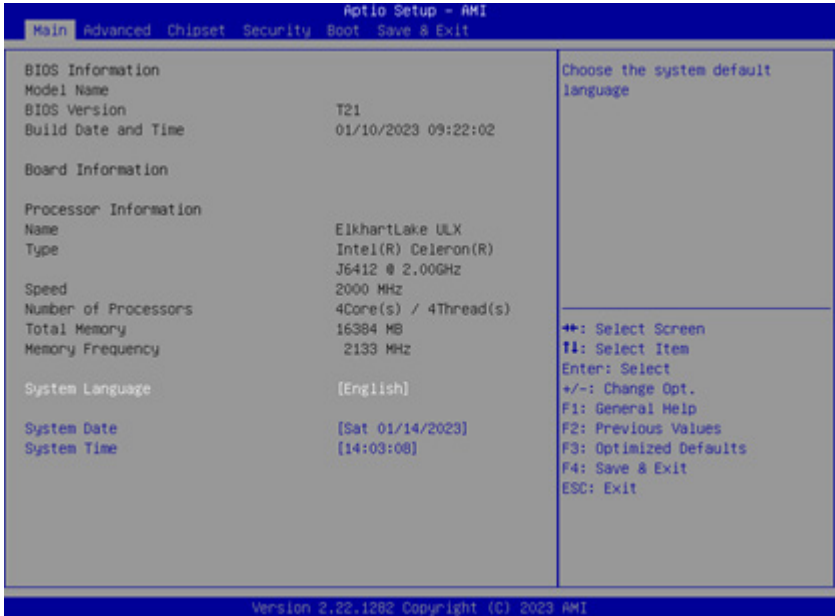 Aptio Setup - AMI
Main Advanced Chipset Security Boot Save & Exit
BIOS Information
Model Name
BIOS Version T21
Build Date and Time 01/10/2023 09:22:02
Board Information
Processor Information
Name ElkhartLake ULX
Type Intel(R) Celeron(R)
J6412 @ 2.00GHz
Speed 2000 MHz
Number of Processors 4Core(s) / 4Thread(s)
Total Memory 16384 MB
Memory Frequency 2133 MHz
System Language [English]
System Date [Sat 01/14/2023]
System Time [14:03:08]
Choose the system default
language
→←: Select Screen
↑↓: Select Item
Enter: Select
+/-: Change Opt.
F1: General Help
F2: Previous Values
F3: Optimized Defaults
F4: Save & Exit
ESC: Exit
Version 2.22.1282 Copyright (C) 2023 AMI